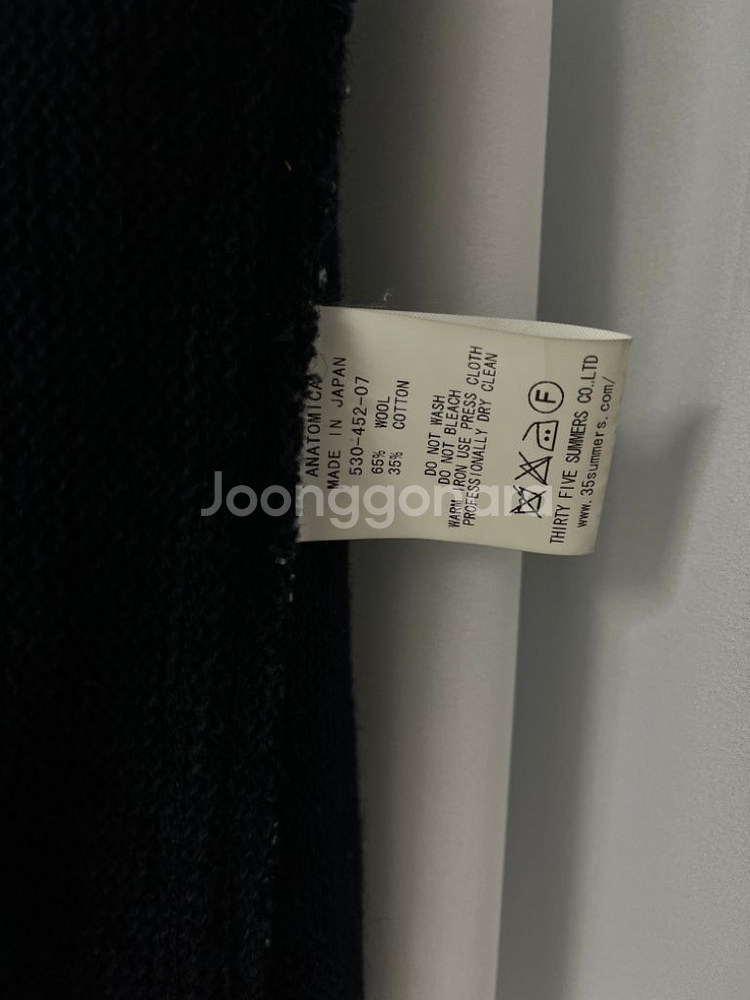 ANATOMICA
MADE IN JAPAN
530-452-07
65% WOOL
35% COTTON
DO NOT WASH
DO NOT BLEACH
WARM IRON USE PRESS CLOTH
PROFESSIONALLY DRY CLEAN
F
THIRTY FIVE SUMMERS CO.,LTD
www.35summers.com/
Joonggonara